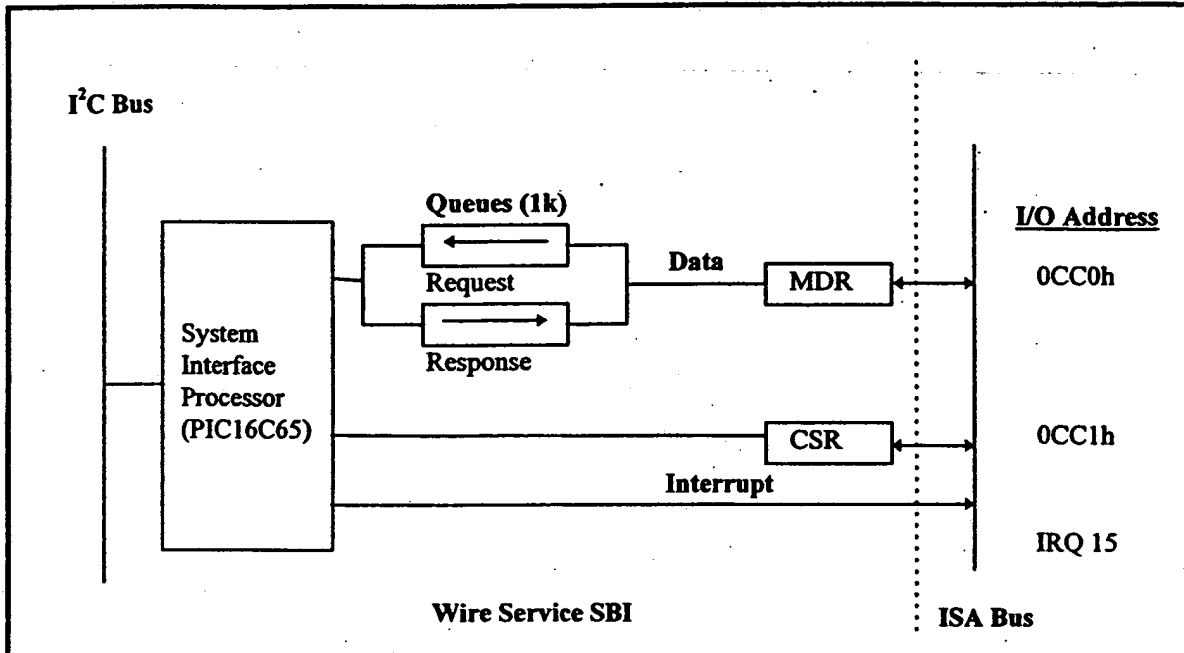 I²C Bus
Queues (1k)
Request
Response
Data
MDR
I/O Address
0CC0h
System
Interface
Processor
(PIC16C65)
CSR
0CC1h
Interrupt
IRQ 15
Wire Service SBI
ISA Bus